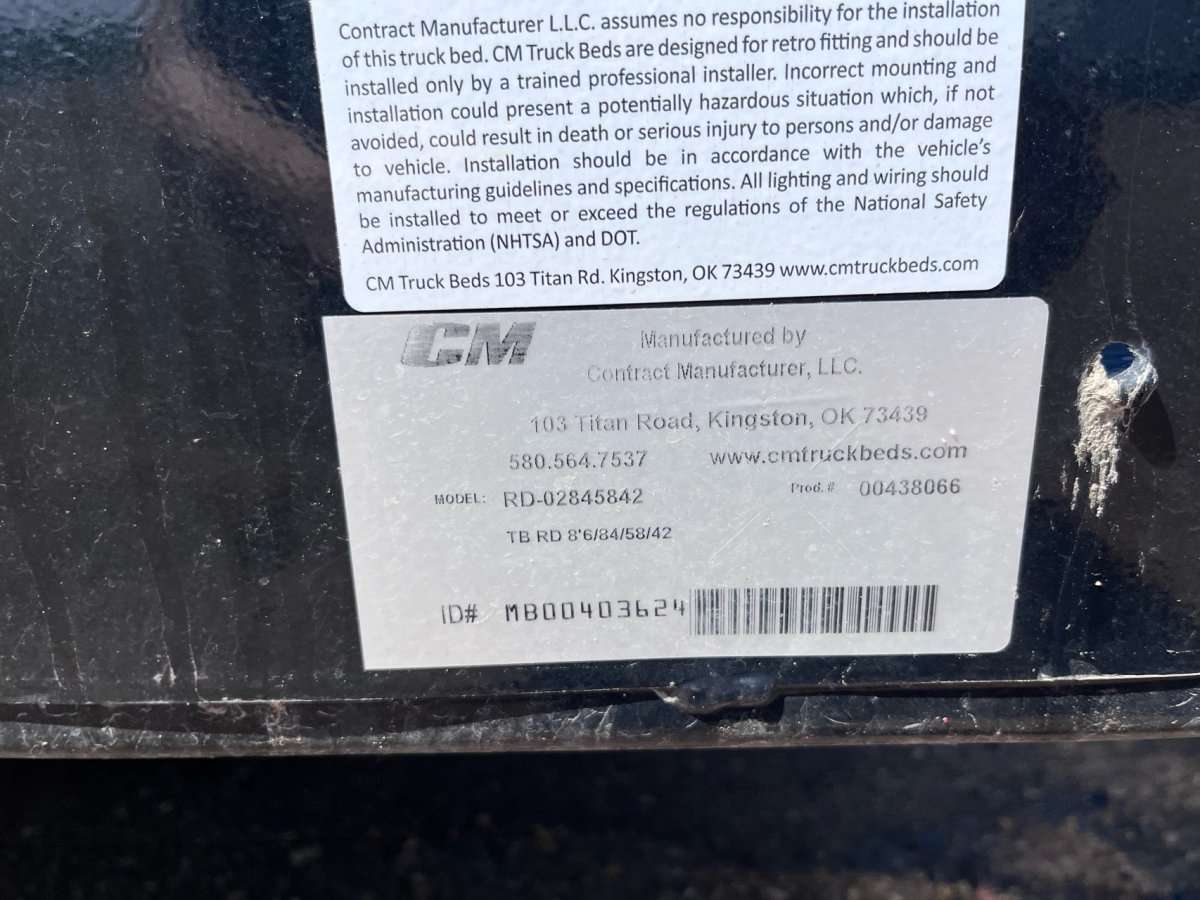 Contract Manufacturer L.L.C. assumes no responsibility for the installation
of this truck bed. CM Truck Beds are designed for retro fitting and should be
installed only by a trained professional installer. Incorrect mounting and
installation could present a potentially hazardous situation which, if not
avoided, could result in death or serious injury to persons and/or damage
to vehicle. Installation should be in accordance with the vehicle's
manufacturing guidelines and specifications. All lighting and wiring should
be installed to meet or exceed the regulations of the National Safety
Administration (NHTSA) and DOT.
CM Truck Beds 103 Titan Rd. Kingston, OK 73439 www.cmtruckbeds.com
CM
Manufactured by
Contract Manufacturer, LLC.
103 Titan Road, Kingston, OK 73439
580.564.7537 www.cmtruckbeds.com
MODEL: RD-02845842 Prod.# 00438066
TB RD 8'6/84/58/42
ID# MB00403624